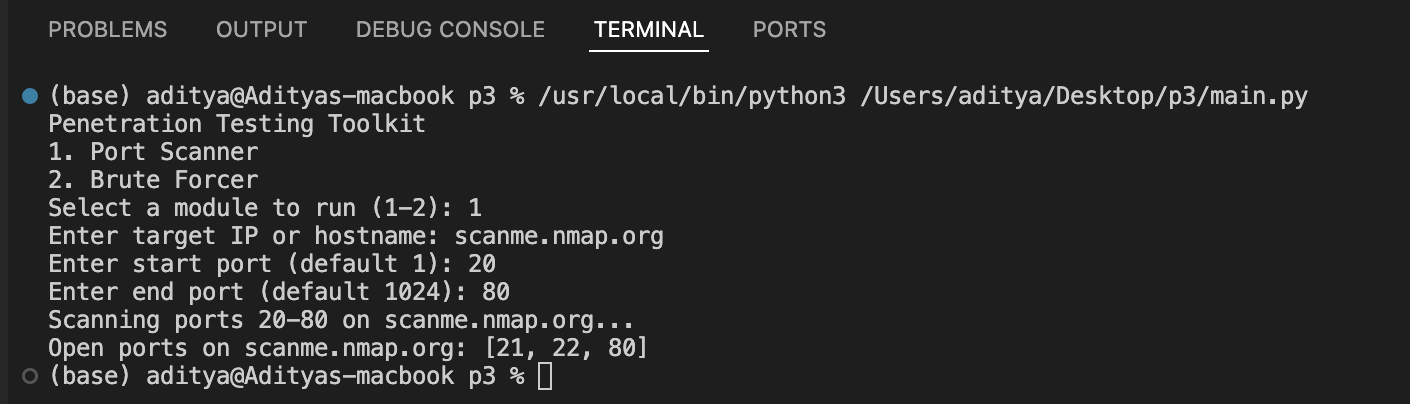 PROBLEMS OUTPUT DEBUG CONSOLE TERMINAL PORTS
(base) aditya@Adityas-macbook p3 % /usr/local/bin/python3 /Users/aditya/Desktop/p3/main.py
Penetration Testing Toolkit
1. Port Scanner
2. Brute Forcer
Select a module to run (1-2): 1
Enter target IP or hostname: scanme.nmap.org
Enter start port (default 1): 20
Enter end port (default 1024): 80
Scanning ports 20-80 on scanme.nmap.org...
Open ports on scanme.nmap.org: [21, 22, 80]
(base) aditya@Adityas-macbook p3 %